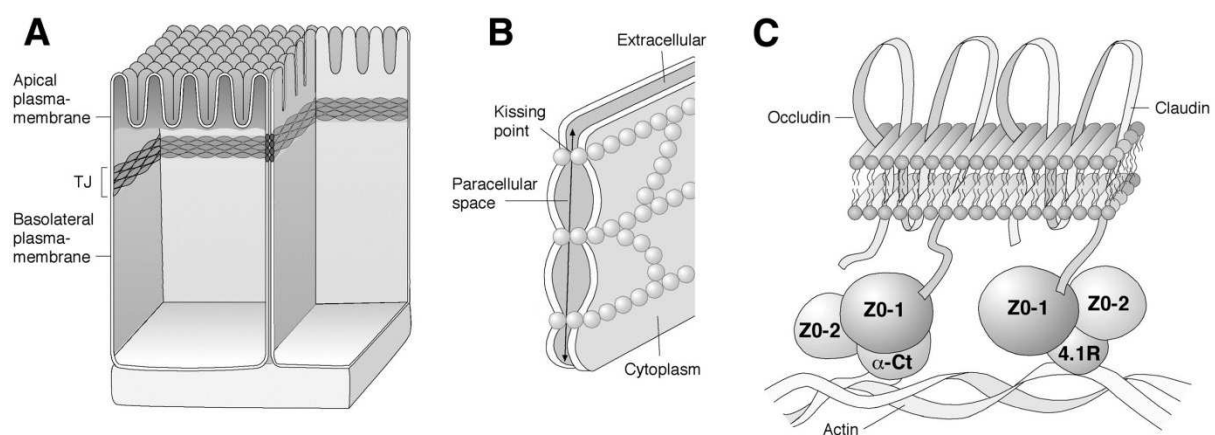 A
Apical
plasma-
membrane
TJ
Basolateral
plasma-
membrane
B
Extracellular
Kissing
point
Paracellular
space
Cytoplasm
C
Occludin
Claudin
Z0-1
Z0-2
α-Ct
Z0-1
Z0-2
4.1R
Actin